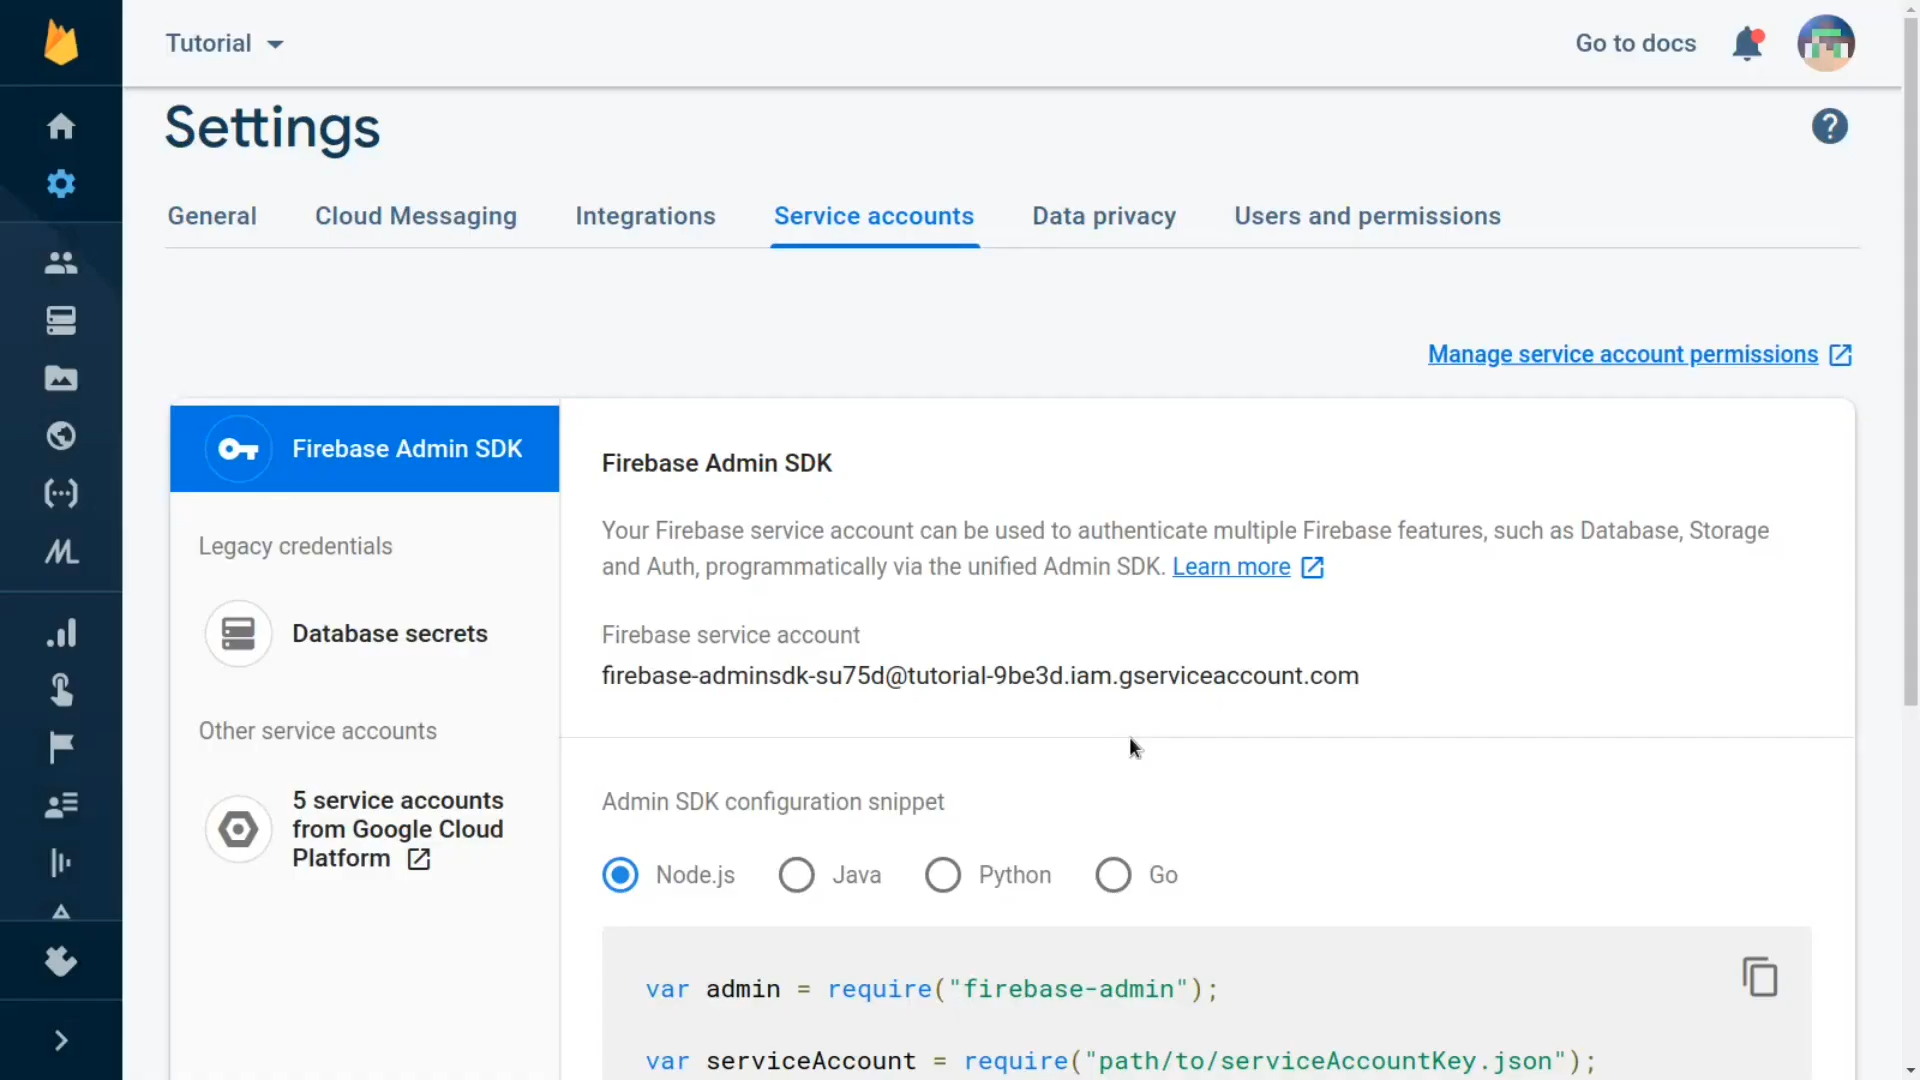 Tutorial
Go to docs
Settings
General
Cloud Messaging
Integrations
Service accounts
Data privacy
Users and permissions
Manage service account permissions
Firebase Admin SDK
Legacy credentials
Database secrets
Other service accounts
5 service accounts
from Google Cloud
Platform
Firebase Admin SDK
Your Firebase service account can be used to authenticate multiple Firebase features, such as Database, Storage
and Auth, programmatically via the unified Admin SDK. Learn more
Firebase service account
firebase-adminsdk-su75d@tutorial-9be3d.iam.gserviceaccount.com
Admin SDK configuration snippet
Node.js
Java
Python
Go
var admin = require("firebase-admin");
var serviceAccount = require("path/to/serviceAccountKey.json");